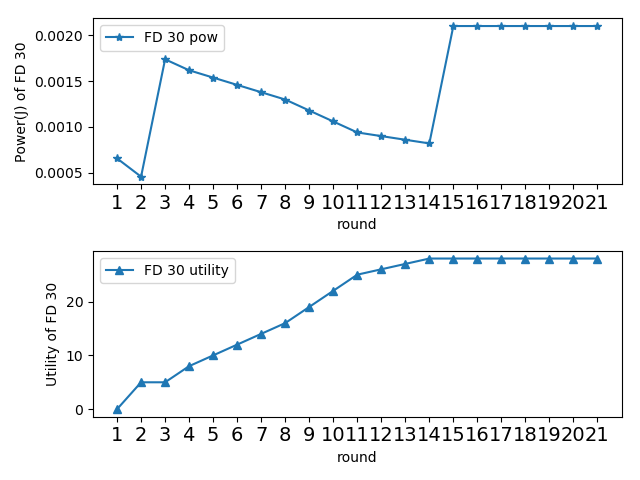 FD 30 pow
Power(J) of FD 30
0.0020
0.0015
0.0010
0.0005
1 2 3 4 5 6 7 8 9 10 11 12 13 14 15 16 17 18 19 20 21
round
FD 30 utility
Utility of FD 30
20
10
0
1 2 3 4 5 6 7 8 9 10 11 12 13 14 15 16 17 18 19 20 21
round